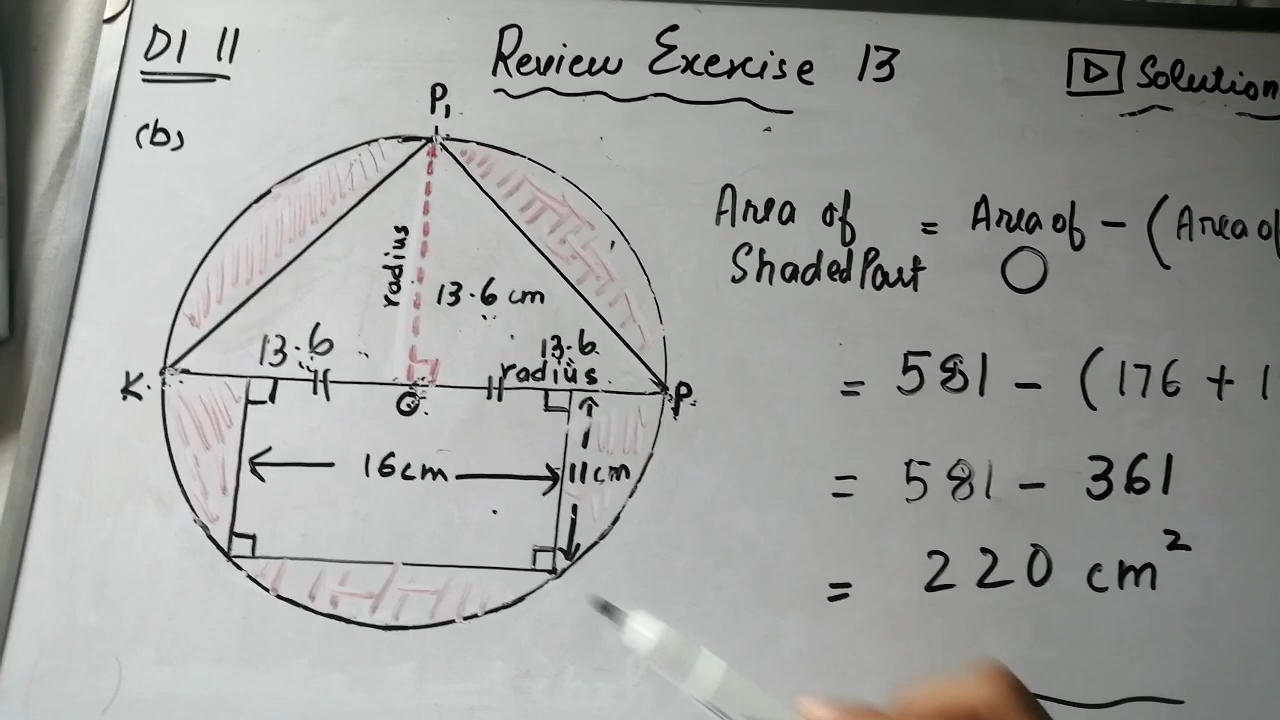 D1 11
Review Exercise 13
Solution
(b)
P₁
radius
13.6 cm
13.6
13.6
radius
K
O
P
16cm
11cm
Area of Shaded Part = Area of ○ - (Area of
= 581 - (176 + 1
= 581 - 361
= 220 cm²